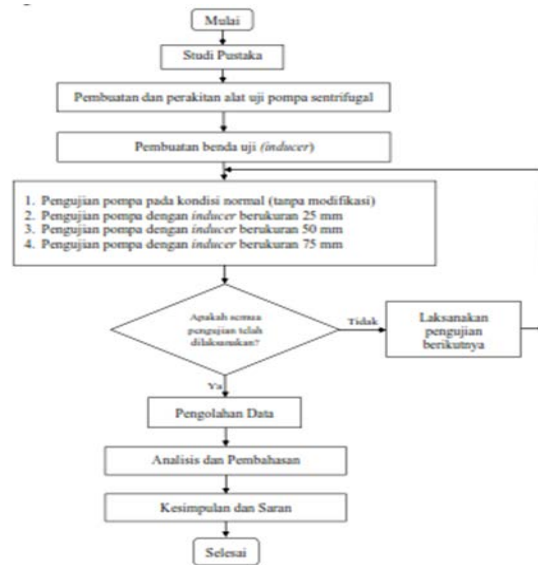 Mulai
Studi Pustaka
Pembuatan dan perakitan alat uji pompa sentrifugal
Pembuatan benda uji (inducer)
1. Pengujian pompa pada kondisi normal (tanpa modifikasi)
2. Pengujian pompa dengan inducer berukuran 25 mm
3. Pengujian pompa dengan inducer berukuran 50 mm
4. Pengujian pompa dengan inducer berukuran 75 mm
Apakah semua
pengujian telah
dilaksanakan?
Tidak
Laksanakan
pengujian
berikutnya
Ya
Pengolahan Data
Analisis dan Pembahasan
Kesimpulan dan Saran
Selesai